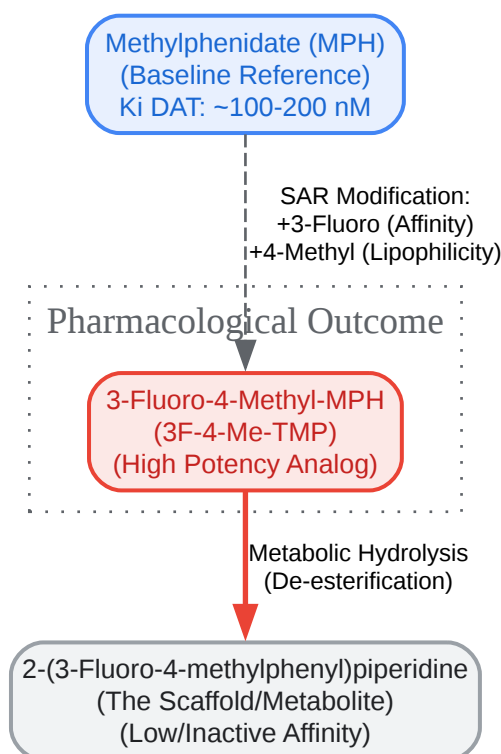 Methylphenidate (MPH)
(Baseline Reference)
Ki DAT: ~100-200 nM
SAR Modification:
+3-Fluoro (Affinity)
+4-Methyl (Lipophilicity)
Pharmacological Outcome
3-Fluoro-4-Methyl-MPH
(3F-4-Me-TMP)
(High Potency Analog)
Metabolic Hydrolysis
(De-esterification)
2-(3-Fluoro-4-methylphenyl)piperidine
(The Scaffold/Metabolite)
(Low/Inactive Affinity)